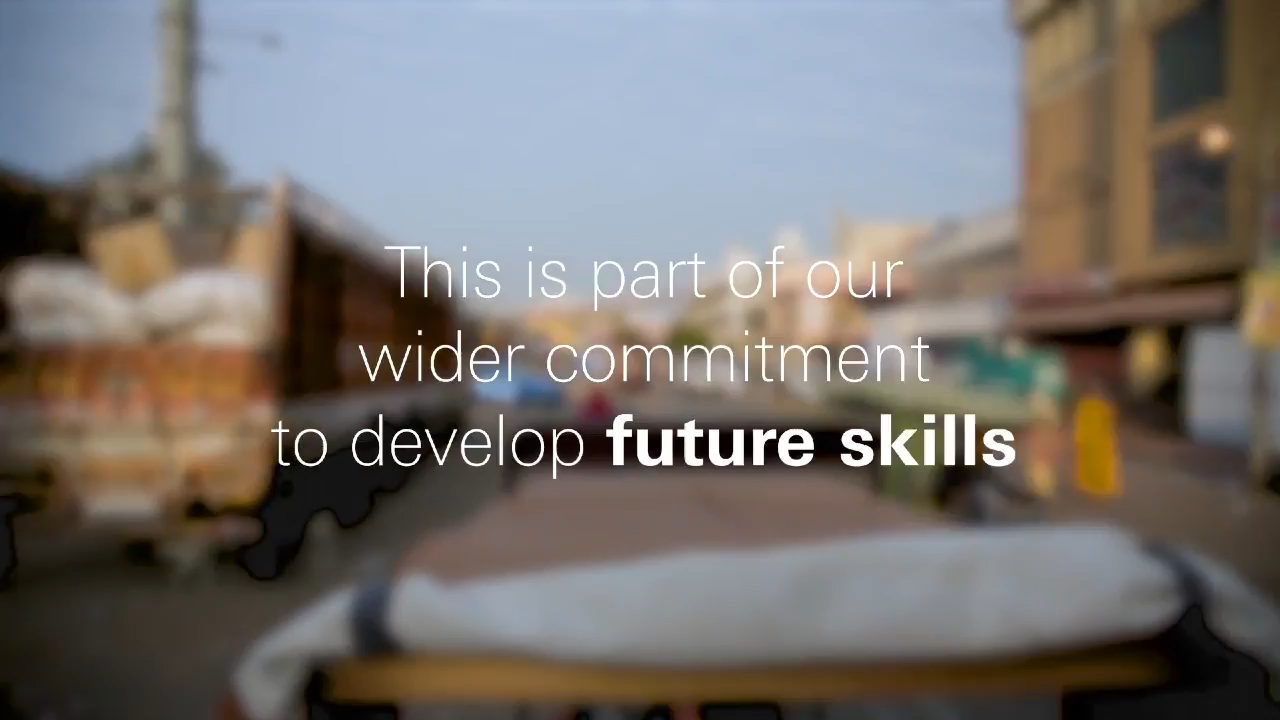 This is part of our
wider commitment
to develop future skills